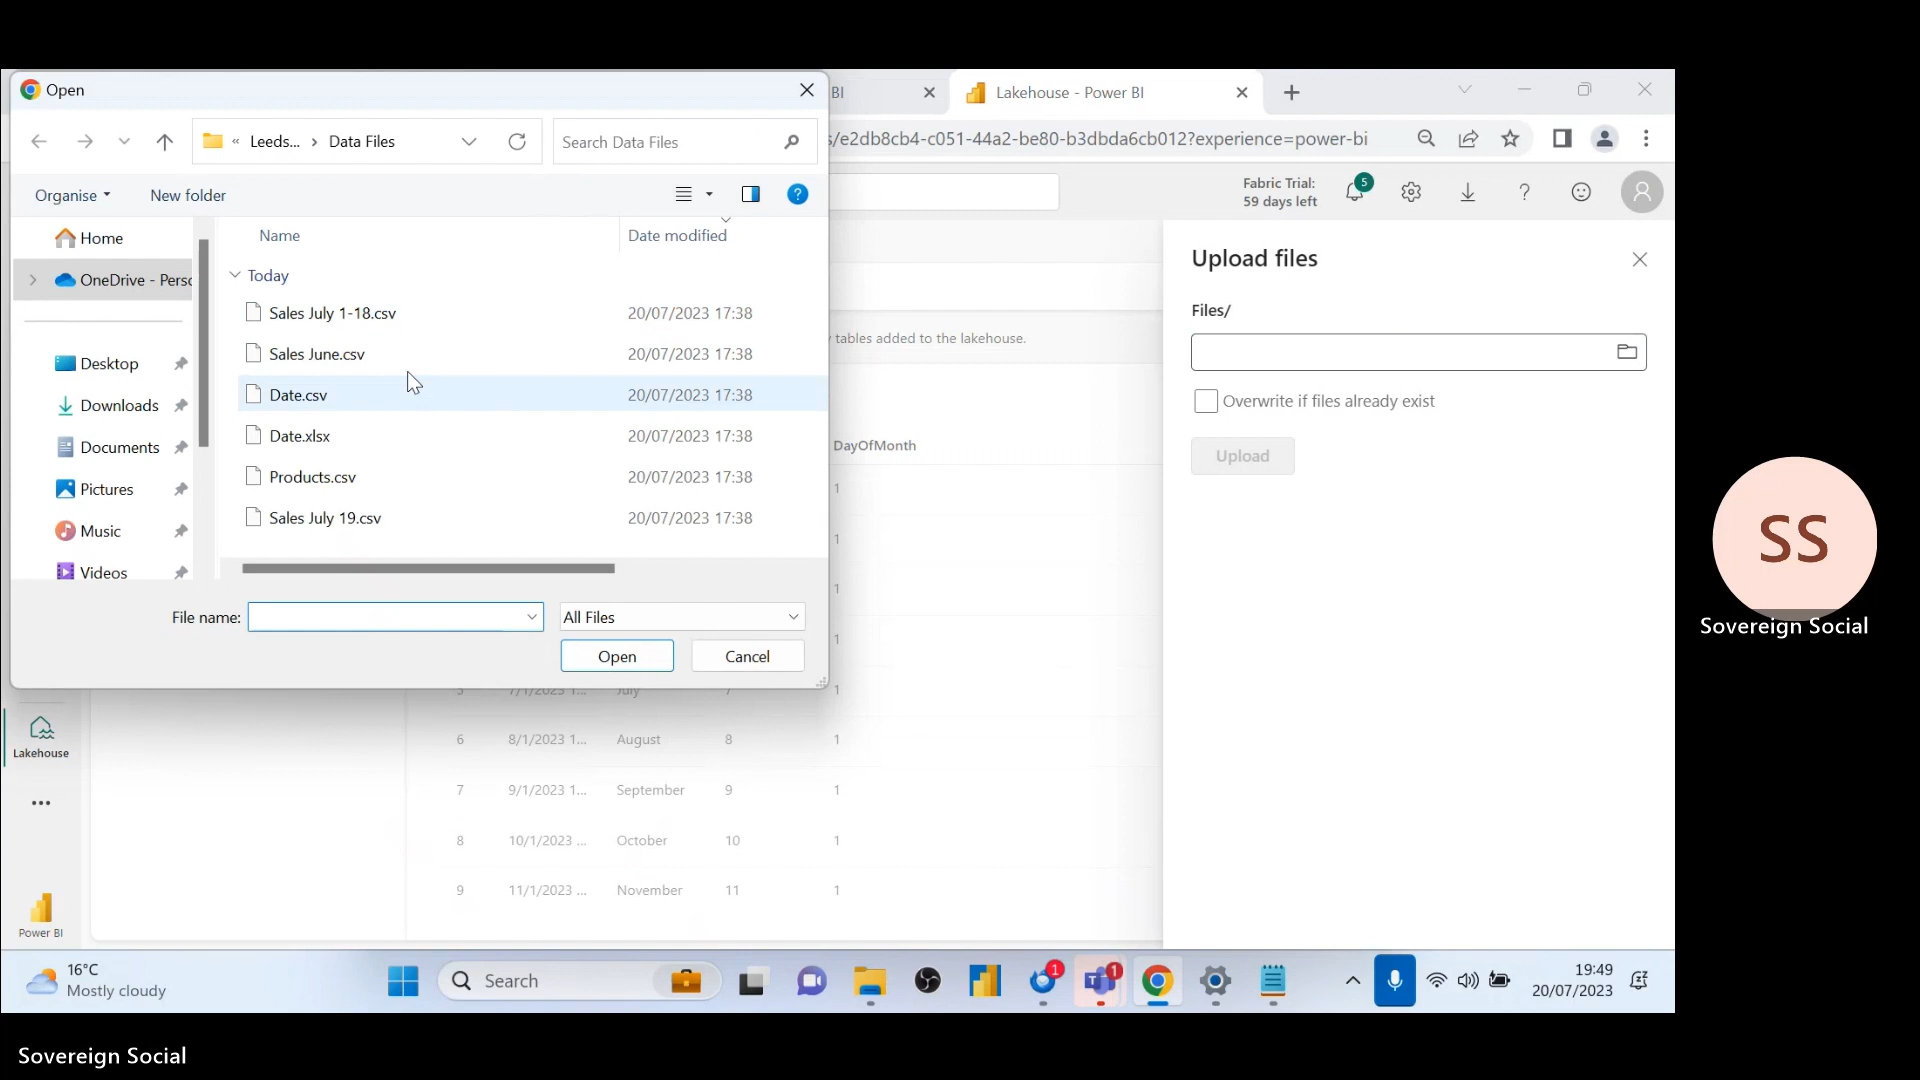 Open
BI
Lakehouse - Power BI
« Leeds... › Data Files
Search Data Files
s/e2db8cb4-c051-44a2-be80-b3dbda6cb012?experience=power-bi
Organise
New folder
Fabric Trial:
59 days left
5
Home
OneDrive - Perso
Desktop
Downloads
Documents
Pictures
Music
Videos
Name
Date modified
Today
Sales July 1-18.csv 20/07/2023 17:38
Sales June.csv 20/07/2023 17:38
Date.csv 20/07/2023 17:38
Date.xlsx 20/07/2023 17:38
Products.csv 20/07/2023 17:38
Sales July 19.csv 20/07/2023 17:38
File name:
All Files
Open
Cancel
tables added to the lakehouse.
DayOfMonth
1
1
1
1
5 7/1/2023 1... July 7 1
6 8/1/2023 1... August 8 1
7 9/1/2023 1... September 9 1
8 10/1/2023 ... October 10 1
9 11/1/2023 ... November 11 1
Upload files
Files/
Overwrite if files already exist
Upload
Lakehouse
Power BI
SS
Sovereign Social
16°C
Mostly cloudy
Search
1
1
19:49
20/07/2023
Sovereign Social